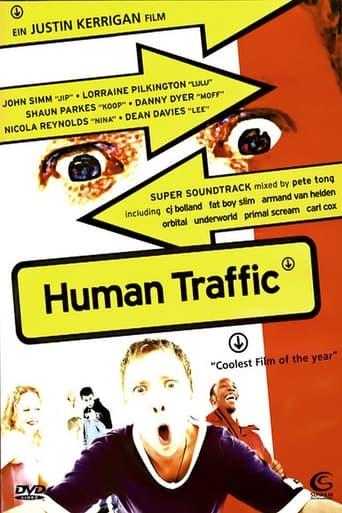 EIN JUSTIN KERRIGAN FILM
JOHN SIMM "JIP" • LORRAINE PILKINGTON "LULU"
SHAUN PARKES "KOOP" • DANNY DYER "MOFF"
NICOLA REYNOLDS "NINA" • DEAN DAVIES "LEE"
SUPER SOUNDTRACK mixed by pete tong
including cj bolland fat boy slim armand van helden
orbital underworld primal scream carl cox
Human Traffic
"Coolest Film of the year"
DVD
VIDEO
SUNFILM